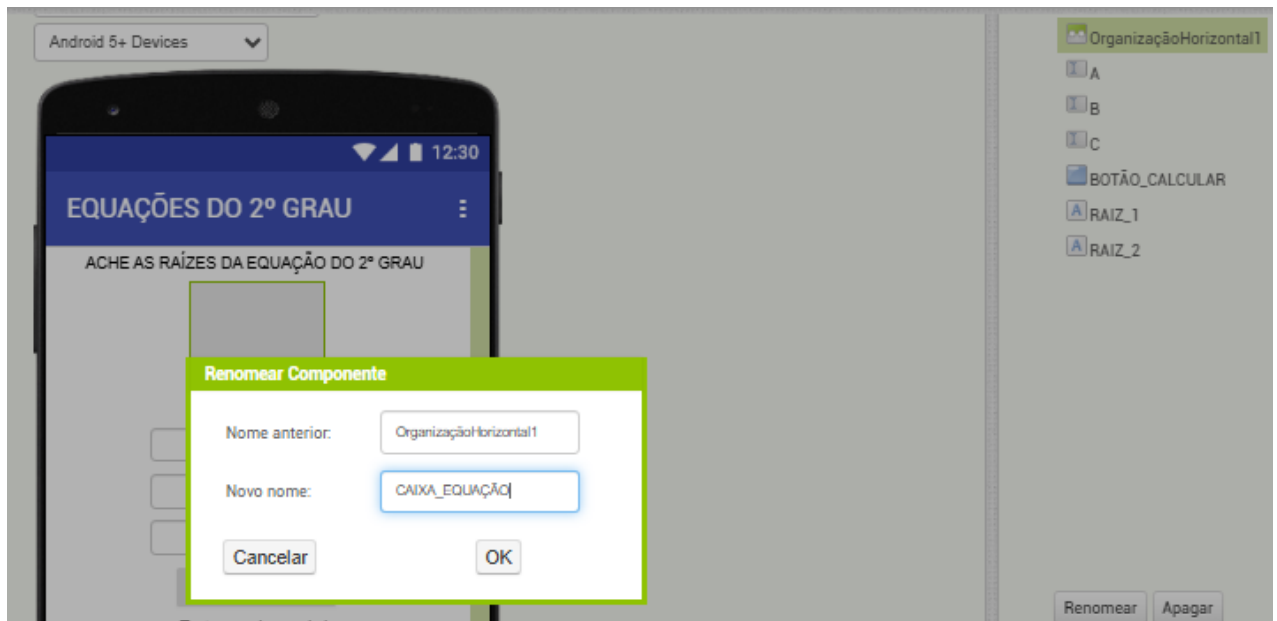 Android 5+ Devices
12:30
EQUAÇÕES DO 2º GRAU
ACHE AS RAÍZES DA EQUAÇÃO DO 2º GRAU
Renomear Componente
Nome anterior:
OrganizaçãoHorizontal1
Novo nome:
CAIXA_EQUAÇÃO
Cancelar
OK
OrganizaçãoHorizontal1
A
B
C
BOTÃO_CALCULAR
RAIZ_1
RAIZ_2
Renomear
Apagar